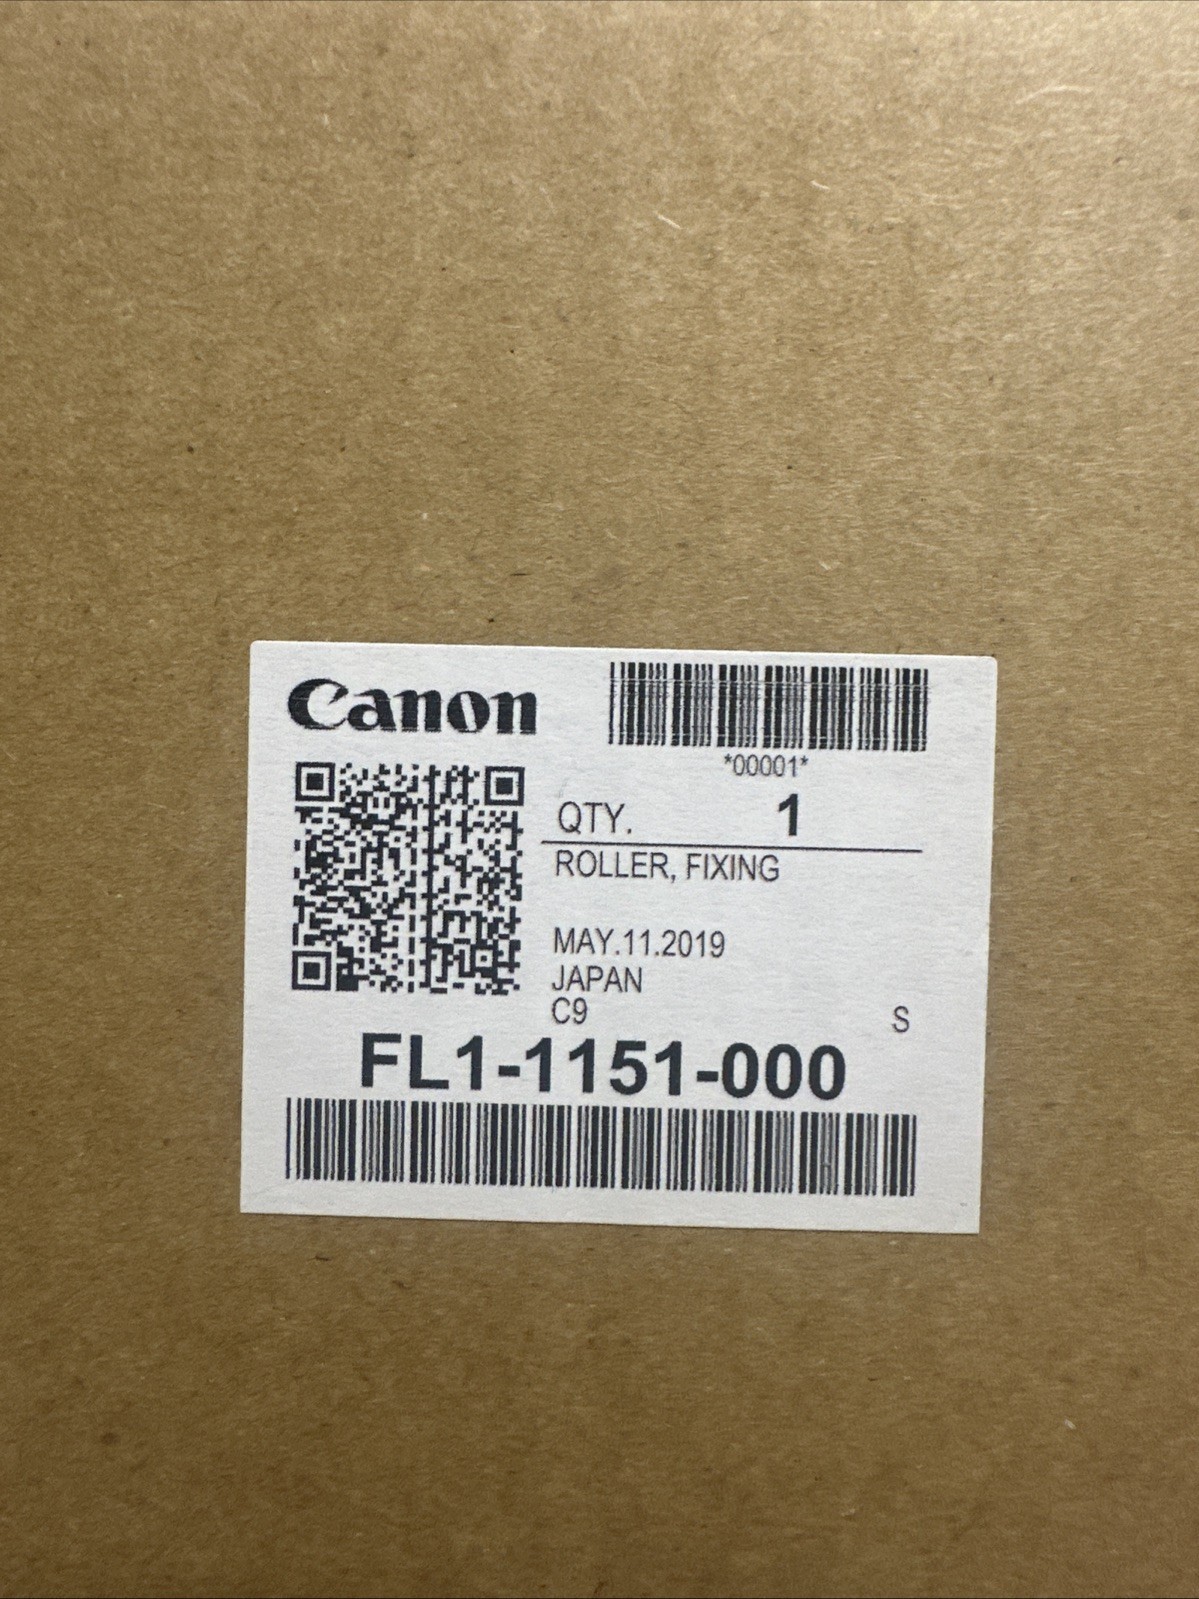 Canon
*00001*
QTY. 1
ROLLER, FIXING
MAY.11.2019
JAPAN
C9 S
FL1-1151-000